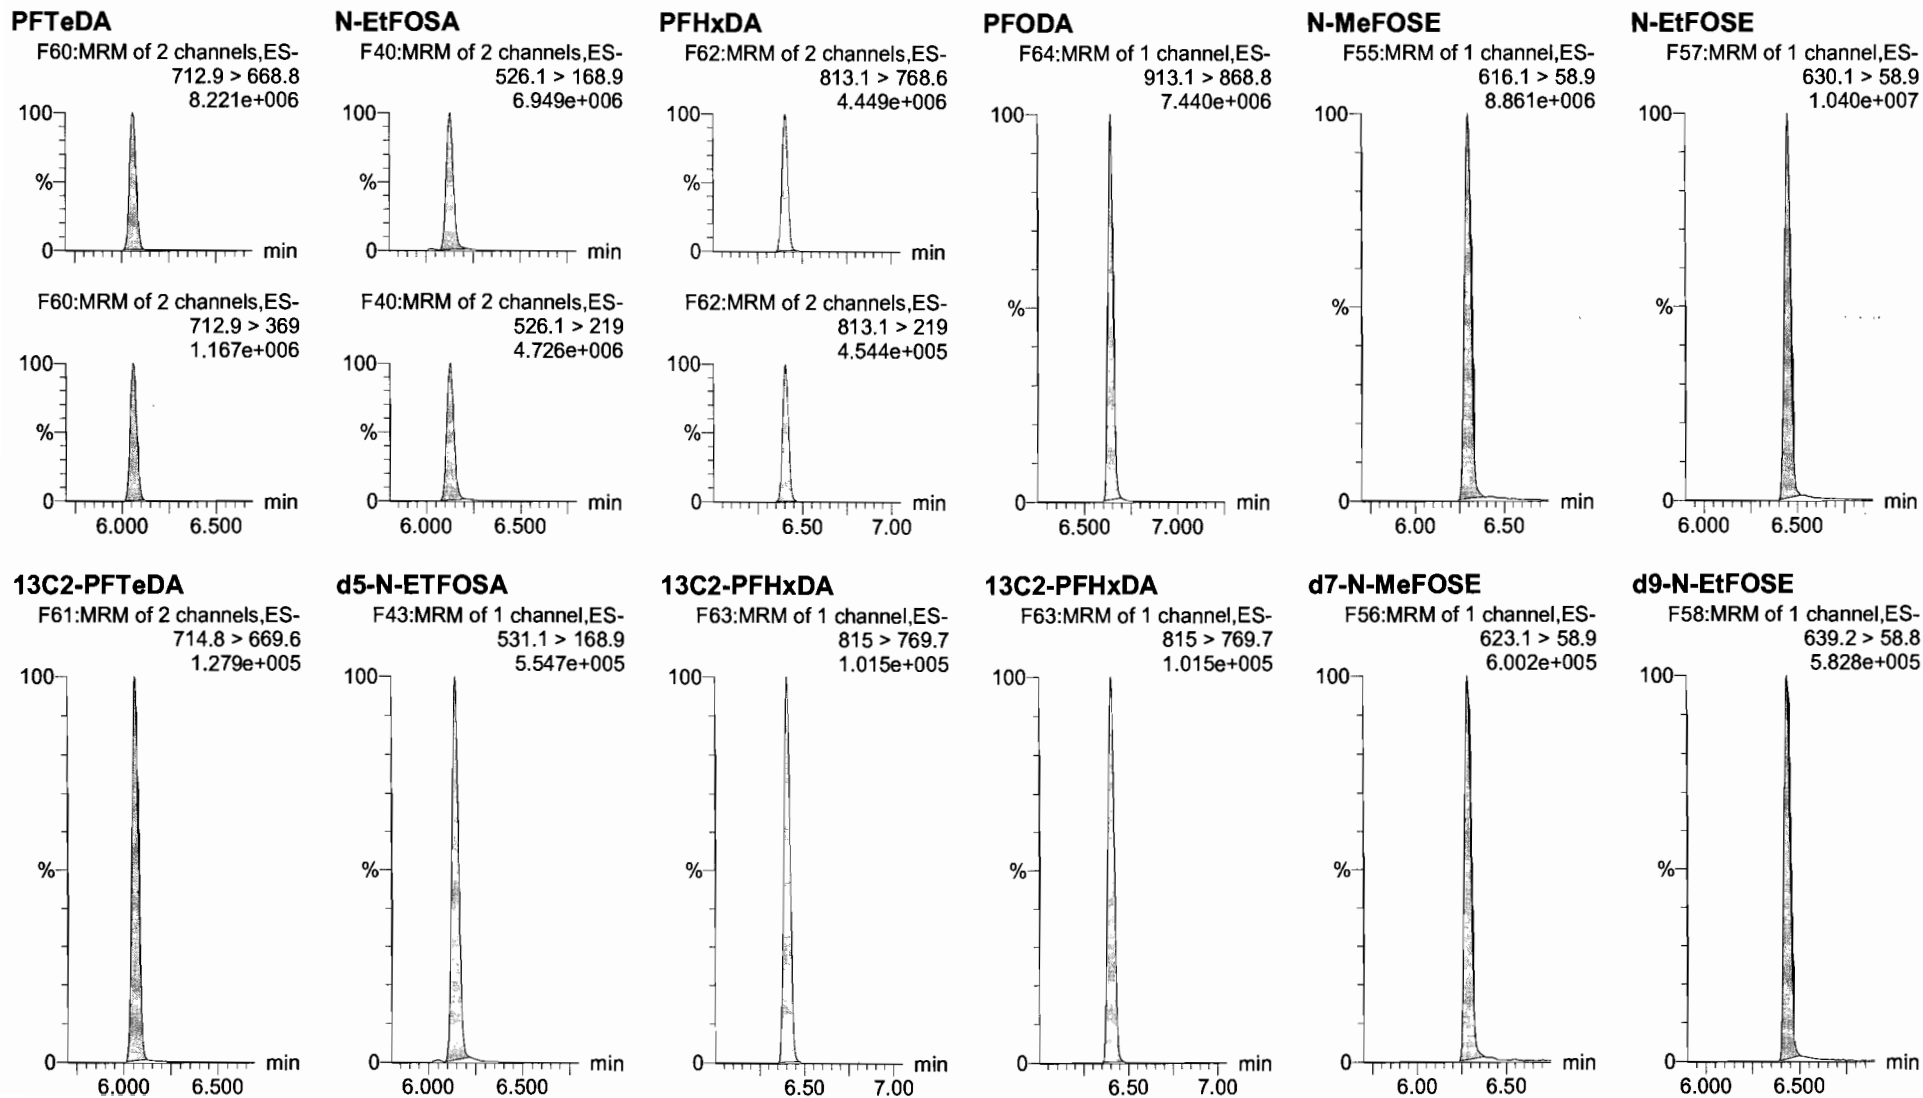 PFTeDA
F60:MRM of 2 channels,ES-
712.9 > 668.8
8.221e+006
100
%
0
min
F60:MRM of 2 channels,ES-
712.9 > 369
1.167e+006
100
%
0
min
6.000 6.500
N-EtFOSA
F40:MRM of 2 channels,ES-
526.1 > 168.9
6.949e+006
100
%
0
min
F40:MRM of 2 channels,ES-
526.1 > 219
4.726e+006
100
%
0
min
6.000 6.500
PFHxDA
F62:MRM of 2 channels,ES-
813.1 > 768.6
4.449e+006
100
%
0
min
F62:MRM of 2 channels,ES-
813.1 > 219
4.544e+005
100
%
0
min
6.50 7.00
PFODA
F64:MRM of 1 channel,ES-
913.1 > 868.8
7.440e+006
100
%
0
min
6.500 7.000
N-MeFOSE
F55:MRM of 1 channel,ES-
616.1 > 58.9
8.861e+006
100
%
0
min
6.00 6.50
N-EtFOSE
F57:MRM of 1 channel,ES-
630.1 > 58.9
1.040e+007
100
%
0
min
6.000 6.500
13C2-PFTeDA
F61:MRM of 2 channels,ES-
714.8 > 669.6
1.279e+005
100
%
0
min
6.000 6.500
d5-N-ETFOSA
F43:MRM of 1 channel,ES-
531.1 > 168.9
5.547e+005
100
%
0
min
6.000 6.500
13C2-PFHxDA
F63:MRM of 1 channel,ES-
815 > 769.7
1.015e+005
100
%
0
min
6.50 7.00
13C2-PFHxDA
F63:MRM of 1 channel,ES-
815 > 769.7
1.015e+005
100
%
0
min
6.50 7.00
d7-N-MeFOSE
F56:MRM of 1 channel,ES-
623.1 > 58.9
6.002e+005
100
%
0
min
6.00 6.50
d9-N-EtFOSE
F58:MRM of 1 channel,ES-
639.2 > 58.8
5.828e+005
100
%
0
min
6.000 6.500